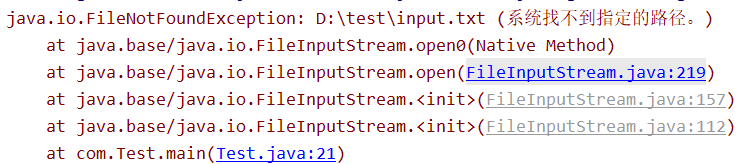 java.io.FileNotFoundException: D:\test\input.txt (系统找不到指定的路径。)
at java.base/java.io.FileInputStream.open0(Native Method)
at java.base/java.io.FileInputStream.open(FileInputStream.java:219)
at java.base/java.io.FileInputStream.<init>(FileInputStream.java:157)
at java.base/java.io.FileInputStream.<init>(FileInputStream.java:112)
at com.Test.main(Test.java:21)